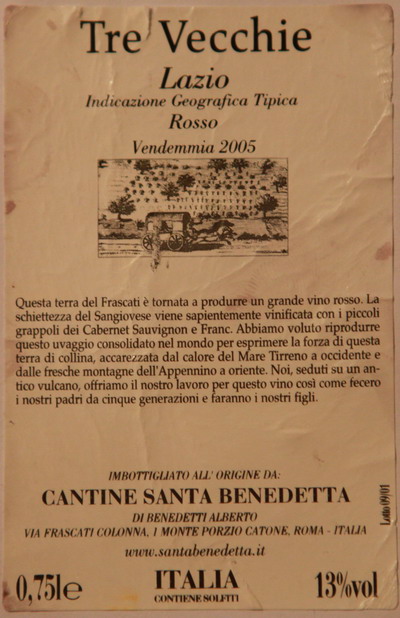 Tre Vecchie
Lazio
Indicazione Geografica Tipica
Rosso
Vendemmia 2005
Questa terra del Frascati è tornata a produrre un grande vino rosso. La
schiettezza del Sangiovese viene sapientemente vinificata con i piccoli
grappoli dei Cabernet Sauvignon e Franc. Abbiamo voluto riprodurre
questo uvaggio consolidato nel mondo per esprimere la forza di questa
terra di collina, accarezzata dal calore del Mare Tirreno a occidente e
dalle fresche montagne dell'Appennino a oriente. Noi, seduti su un an-
tico vulcano, offriamo il nostro lavoro per questo vino così come fecero
i nostri padri da cinque generazioni e faranno i nostri figli.
IMBOTTIGLIATO ALL' ORIGINE DA:
CANTINE SANTA BENEDETTA
DI BENEDETTI ALBERTO
VIA FRASCATI COLONNA, 1 MONTE PORZIO CATONE, ROMA - ITALIA
www.santabenedetta.it
Lotto 09/01
0,75l e
ITALIA
13%vol
CONTIENE SOLFITI